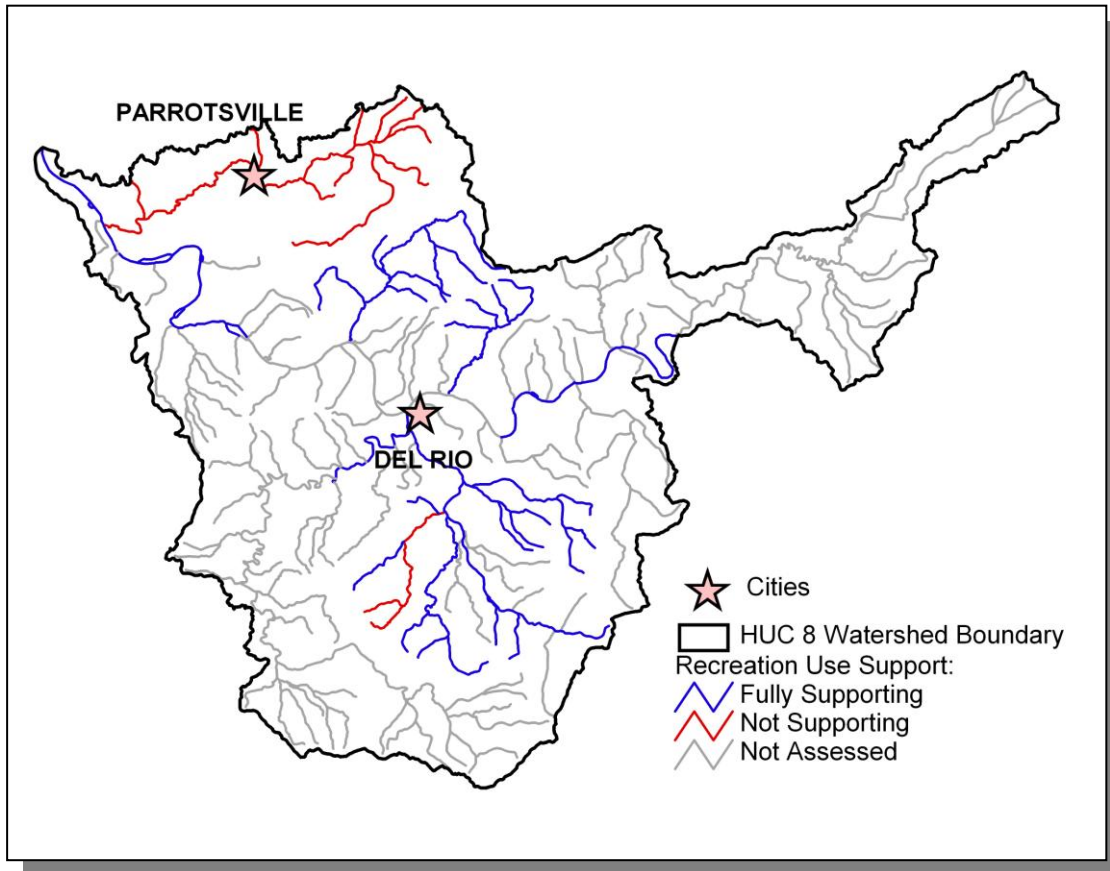 PARROTSVILLE
DEL RIO
Cities
HUC 8 Watershed Boundary
Recreation Use Support:
Fully Supporting
Not Supporting
Not Assessed